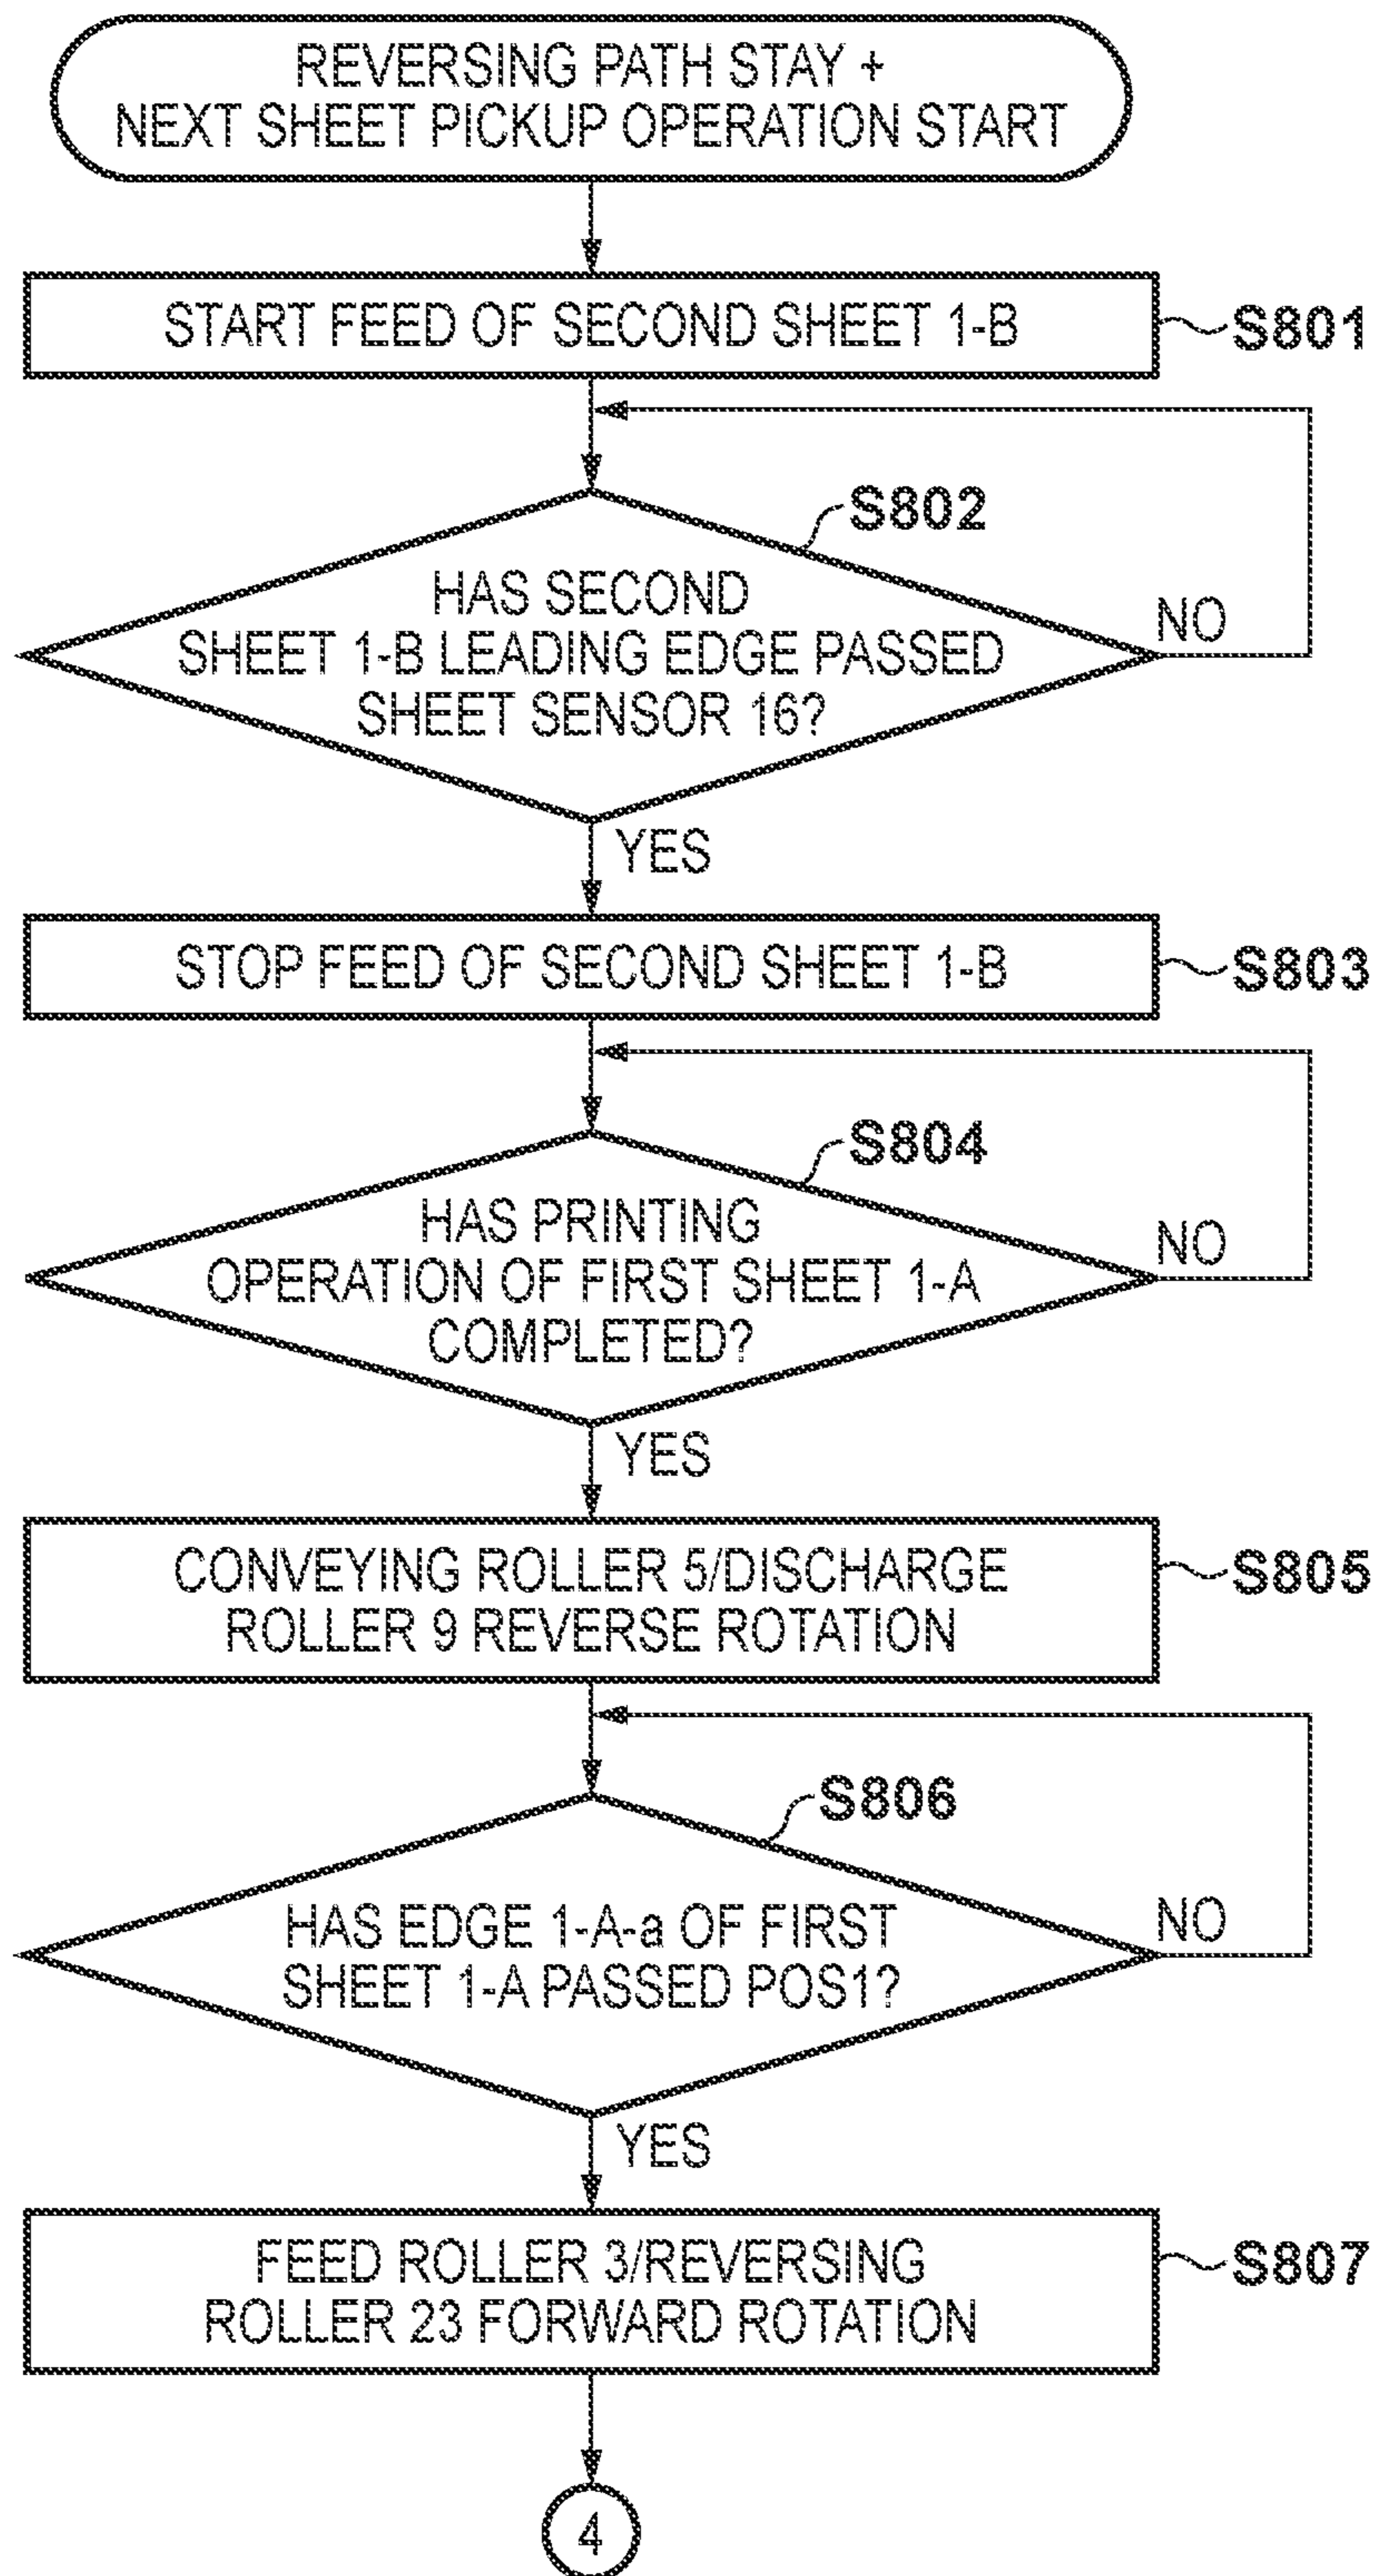 REVERSING PATH STAY +
NEXT SHEET PICKUP OPERATION START
START FEED OF SECOND SHEET 1-B
S801
S802
HAS SECOND
SHEET 1-B LEADING EDGE PASSED
SHEET SENSOR 16?
NO
YES
STOP FEED OF SECOND SHEET 1-B
S803
S804
HAS PRINTING
OPERATION OF FIRST SHEET 1-A
COMPLETED?
NO
YES
CONVEYING ROLLER 5/DISCHARGE
ROLLER 9 REVERSE ROTATION
S805
S806
HAS EDGE 1-A-a OF FIRST
SHEET 1-A PASSED POS1?
NO
YES
FEED ROLLER 3/REVERSING
ROLLER 23 FORWARD ROTATION
S807
4